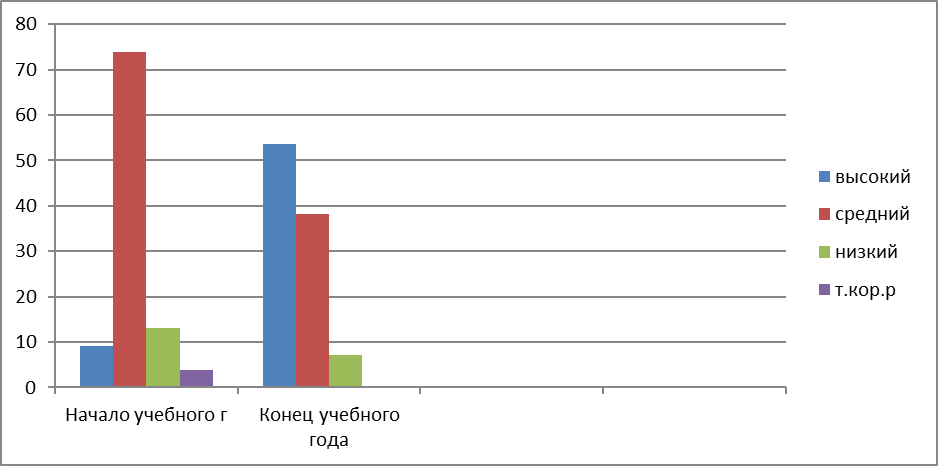 80
70
60
50
40
30
20
10
0
Начало учебного г
Конец учебного
года
высокий
средний
низкий
т.кор.р